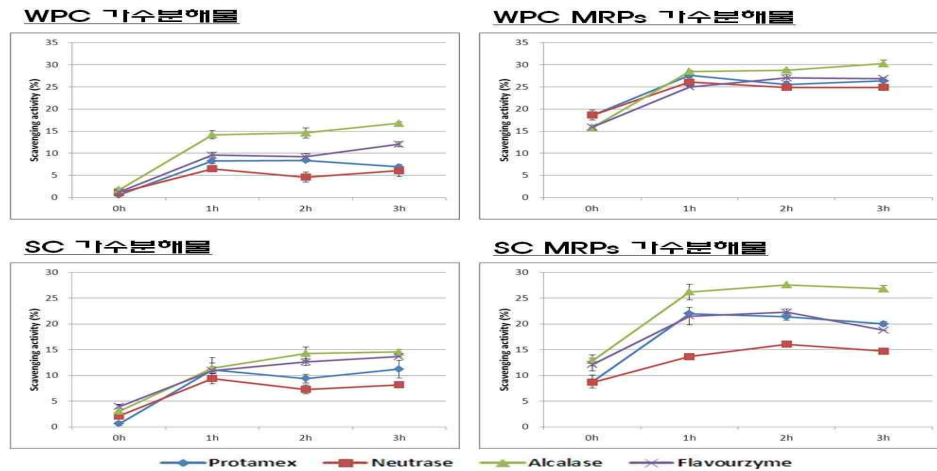 WPC 가수분해물
WPC MRPs 가수분해물
Scavenging activity (%)
35
30
25
20
15
10
5
0
0h 1h 2h 3h
Scavenging activity (%)
35
30
25
20
15
10
5
0
0h 1h 2h 3h
SC 가수분해물
SC MRPs 가수분해물
Scavenging activity (%)
30
25
20
15
10
5
0
0h 1h 2h 3h
Scavenging activity (%)
30
25
20
15
10
5
0
0h 1h 2h 3h
Protamex Neutrase Alcalase Flavourzyme